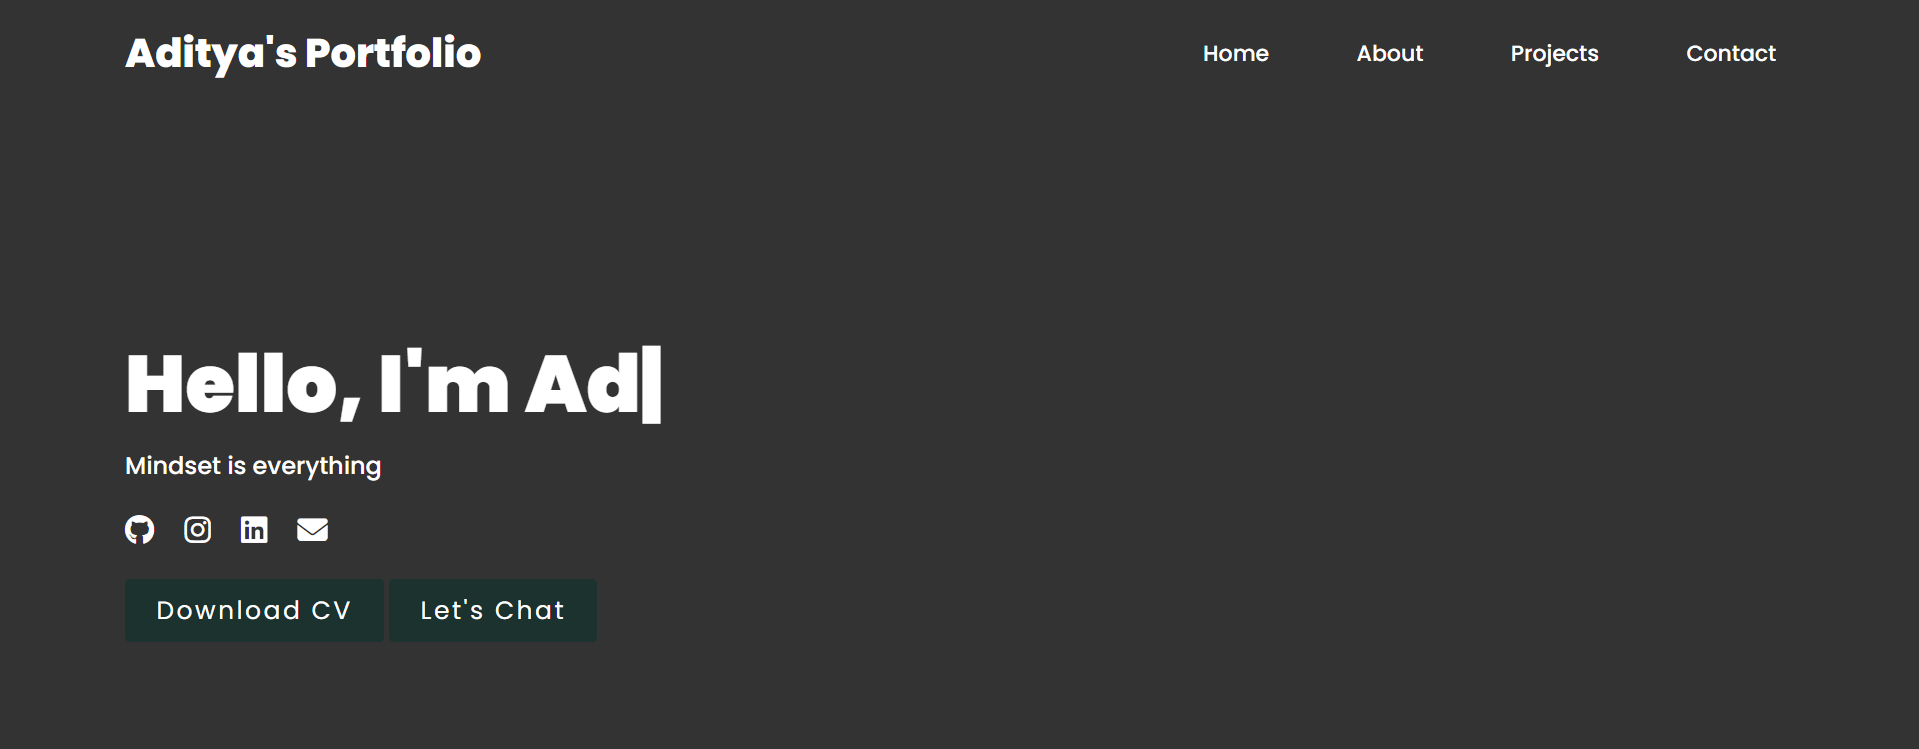 Aditya's Portfolio
Home About Projects Contact
Hello, I'm Ad
Mindset is everything
Download CV Let's Chat